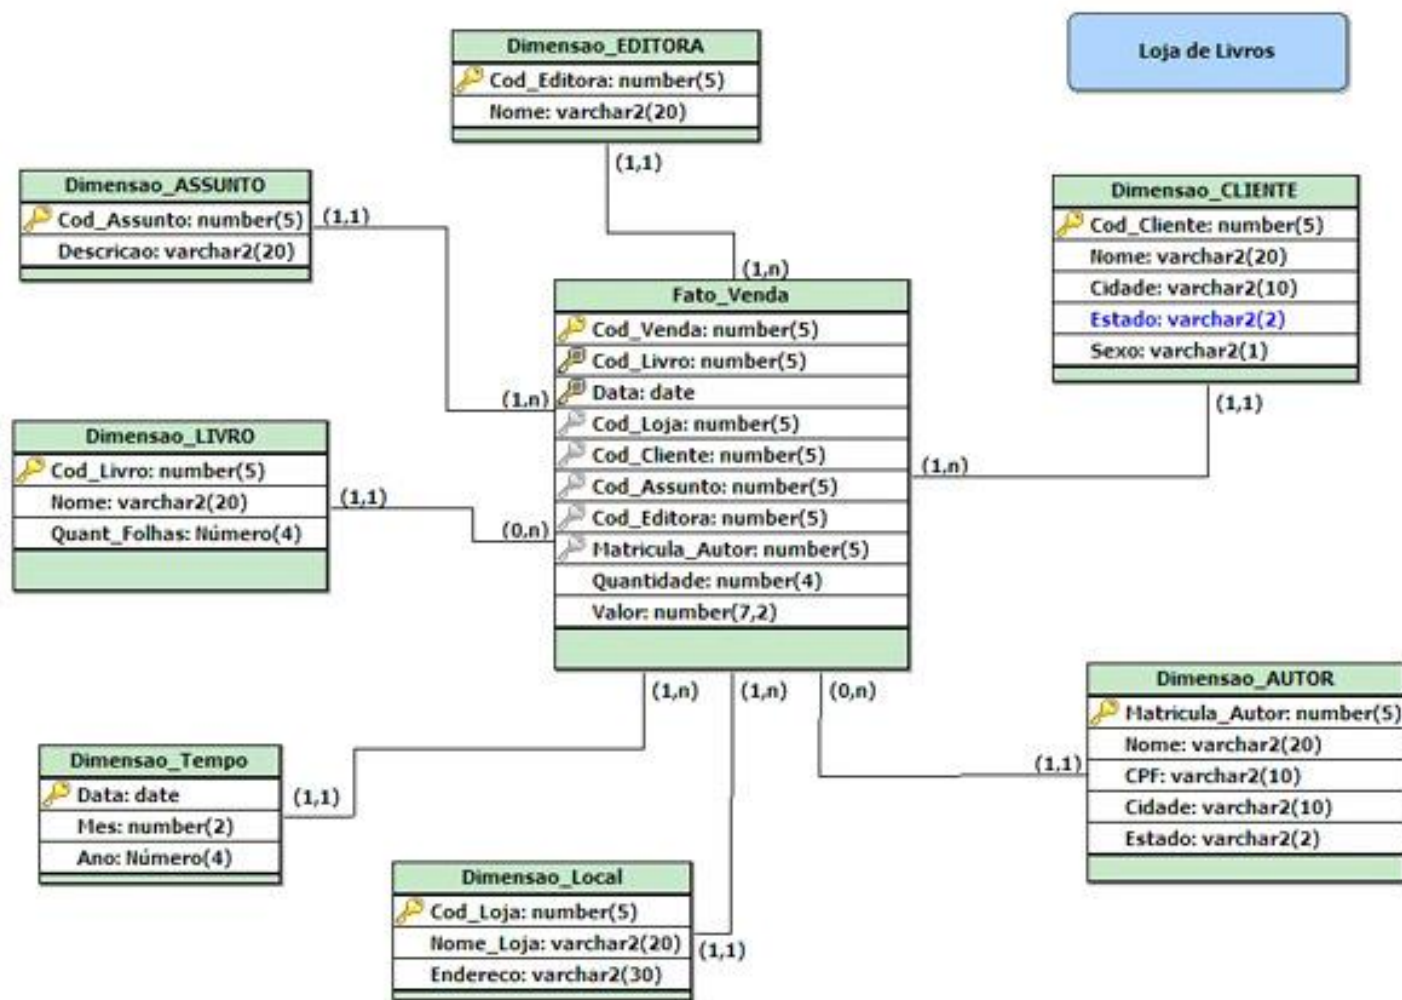 Loja de Livros
Dimensao_EDITORA
Cod_Editora: number(5)
Nome: varchar2(20)
(1,1)
(1,n)
Dimensao_ASSUNTO
Cod_Assunto: number(5)
Descricao: varchar2(20)
(1,1)
(1,n)
Dimensao_CLIENTE
Cod_Cliente: number(5)
Nome: varchar2(20)
Cidade: varchar2(10)
Estado: varchar2(2)
Sexo: varchar2(1)
(1,1)
(1,n)
Fato_Venda
Cod_Venda: number(5)
Cod_Livro: number(5)
Data: date
Cod_Loja: number(5)
Cod_Cliente: number(5)
Cod_Assunto: number(5)
Cod_Editora: number(5)
Matricula_Autor: number(5)
Quantidade: number(4)
Valor: number(7,2)
Dimensao_LIVRO
Cod_Livro: number(5)
Nome: varchar2(20)
Quant_Folhas: Número(4)
(1,1)
(0,n)
(1,n)
(1,n)
(0,n)
Dimensao_AUTOR
Matricula_Autor: number(5)
Nome: varchar2(20)
CPF: varchar2(10)
Cidade: varchar2(10)
Estado: varchar2(2)
(1,1)
Dimensao_Tempo
Data: date
Mes: number(2)
Ano: Número(4)
(1,1)
Dimensao_Local
Cod_Loja: number(5)
Nome_Loja: varchar2(20)
Endereco: varchar2(30)
(1,1)